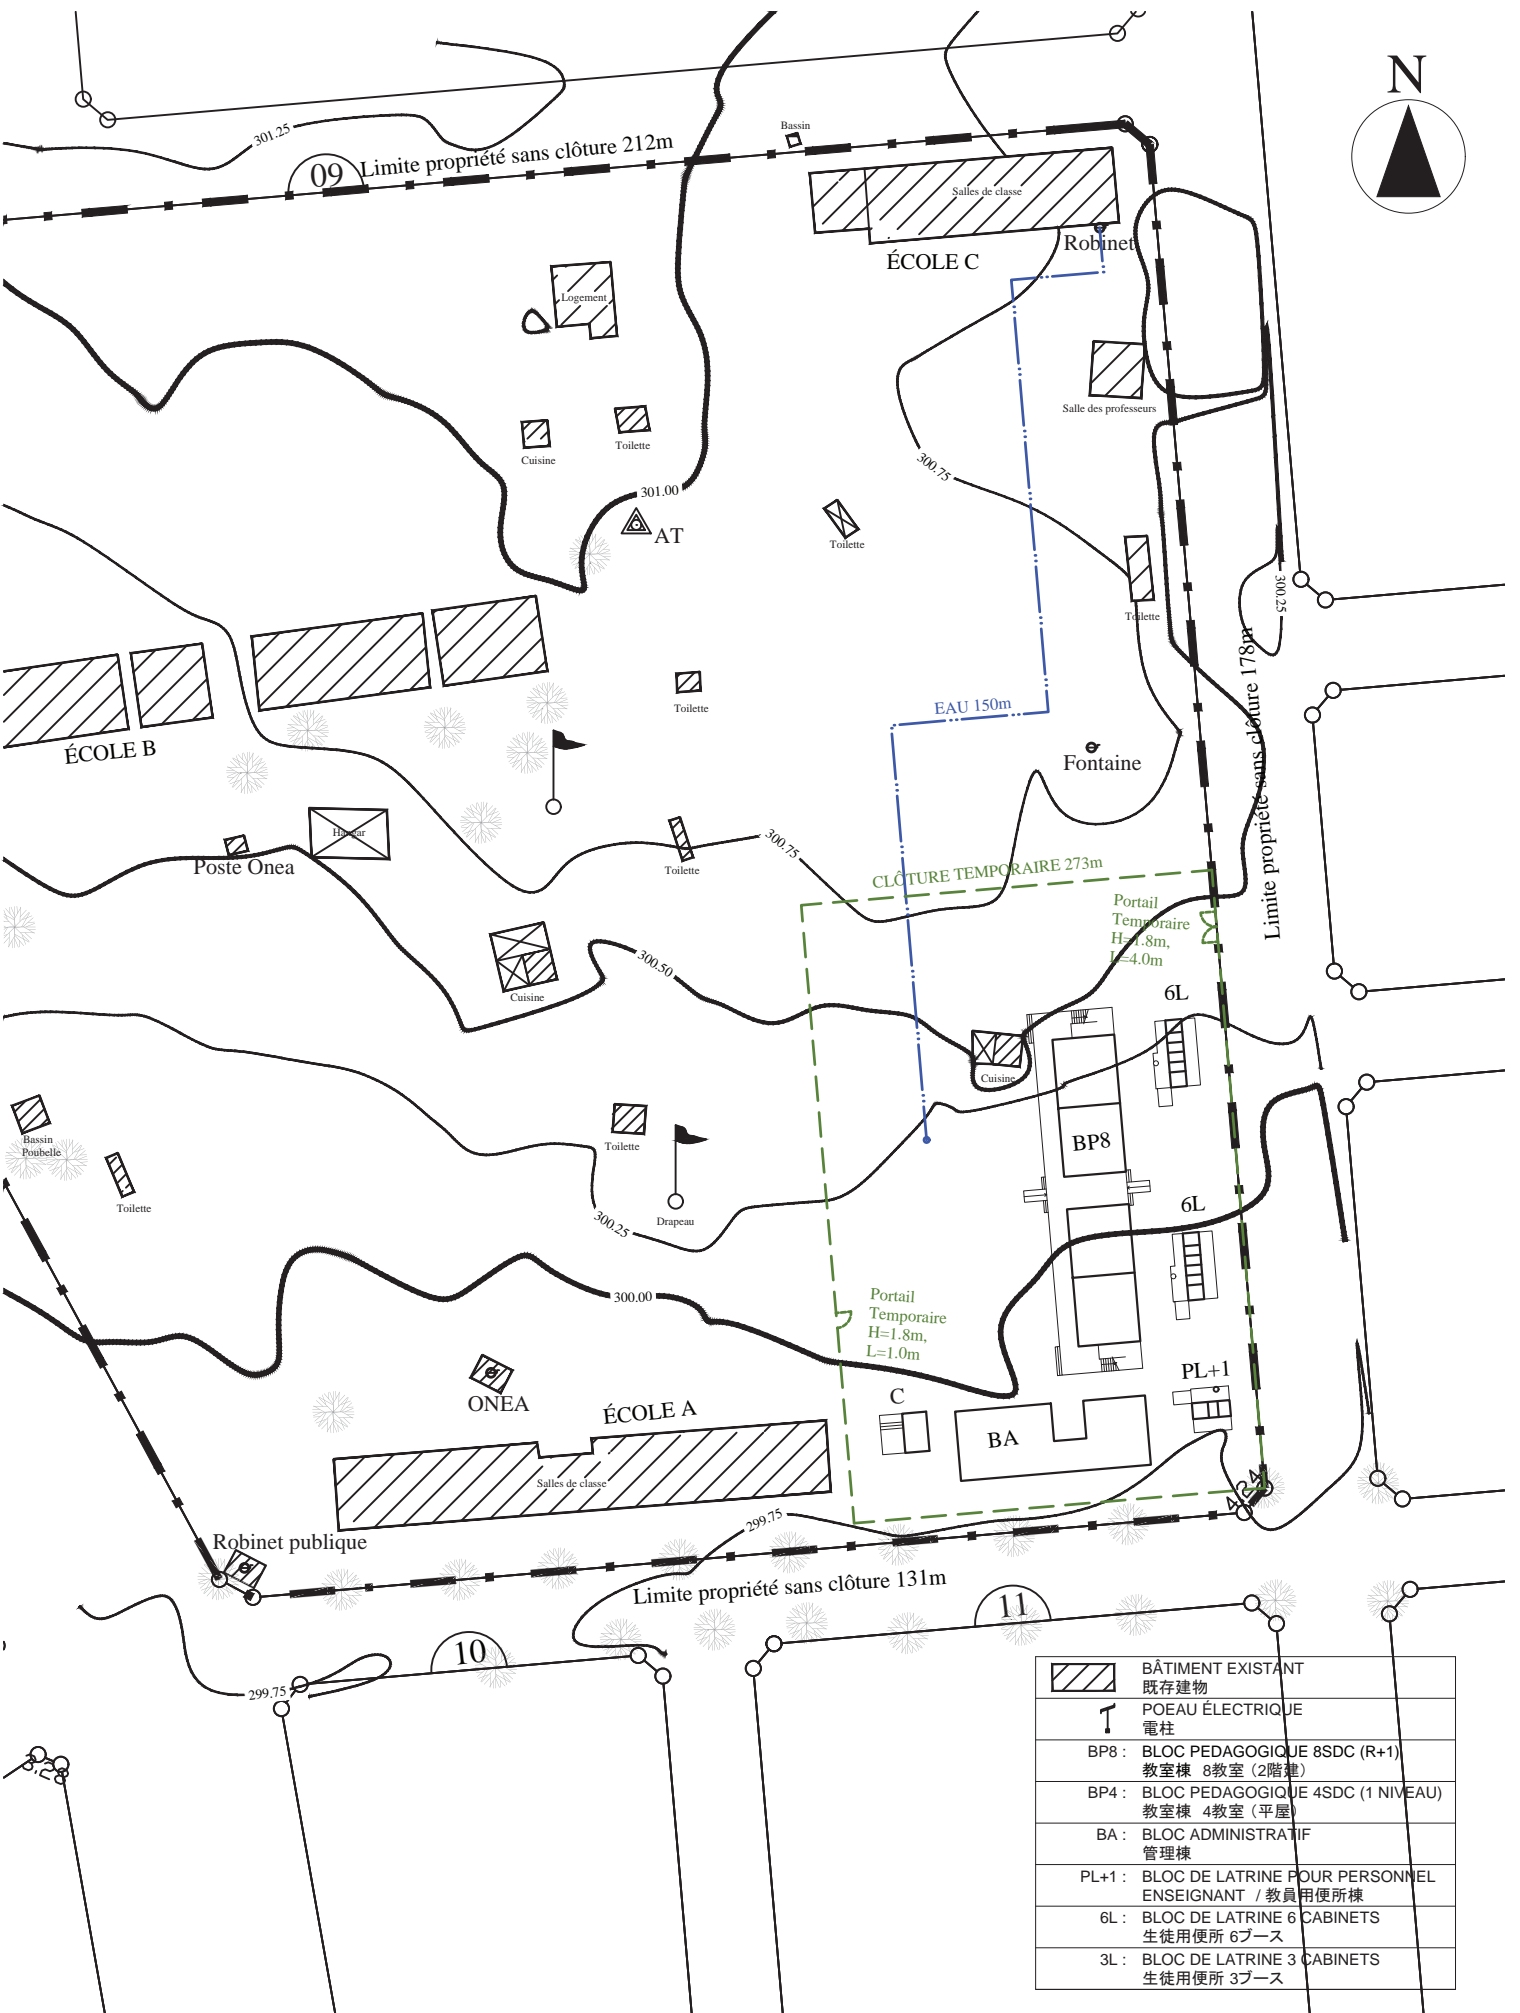 N
301.25
09
Limite propriété sans clôture 212m
Bassin
Salles de classe
Robinet
ÉCOLE C
Logement
Salle des professeurs
Toilette
Cuisine
300.75
301.00
AT
Toilette
300.25
Toilette
Limite propriété sans clôture 178m
Toilette
EAU 150m
ÉCOLE B
Fontaine
Hangar
Poste Onea
300.75
Toilette
CLÔTURE TEMPORAIRE 273m
Portail
Temporaire
H=1.8m,
L=4.0m
300.50
Cuisine
6L
Cuisine
Bassin
Poubelle
Toilette
BP8
Toilette
6L
300.25
Drapeau
300.00
Portail
Temporaire
H=1.8m,
L=1.0m
PL+1
ONEA
ÉCOLE A
C
BA
Salles de classe
4.24
299.75
Robinet publique
Limite propriété sans clôture 131m
11
10
299.75
BÂTIMENT EXISTANT
既存建物
POEAU ÉLECTRIQUE
電柱
BP8 : BLOC PEDAGOGIQUE 8SDC (R+1)
教室棟 8教室（2階建）
BP4 : BLOC PEDAGOGIQUE 4SDC (1 NIVEAU)
教室棟 4教室（平屋）
BA : BLOC ADMINISTRATIF
管理棟
PL+1 : BLOC DE LATRINE POUR PERSONNEL
ENSEIGNANT / 教員用便所棟
6L : BLOC DE LATRINE 6 CABINETS
生徒用便所 6ブース
3L : BLOC DE LATRINE 3 CABINETS
生徒用便所 3ブース